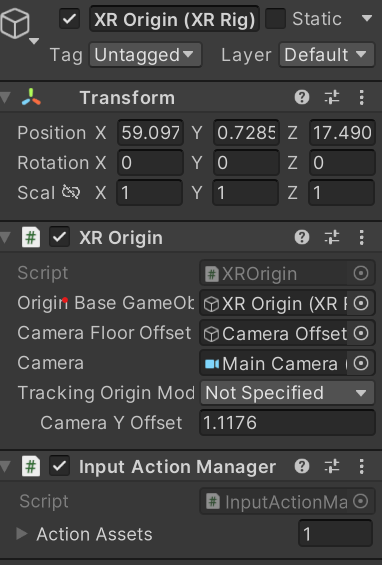 XR Origin (XR Rig) Static
Tag Untagged Layer Default
Transform
Position X 59.097 Y 0.7285 Z 17.490
Rotation X 0 Y 0 Z 0
Scal X 1 Y 1 Z 1
# XR Origin
Script # XROrigin
Origin Base GameOb XR Origin (XR R
Camera Floor Offset Camera Offset
Camera Main Camera (
Tracking Origin Mod Not Specified
Camera Y Offset 1.1176
# Input Action Manager
Script # InputActionMa
Action Assets 1